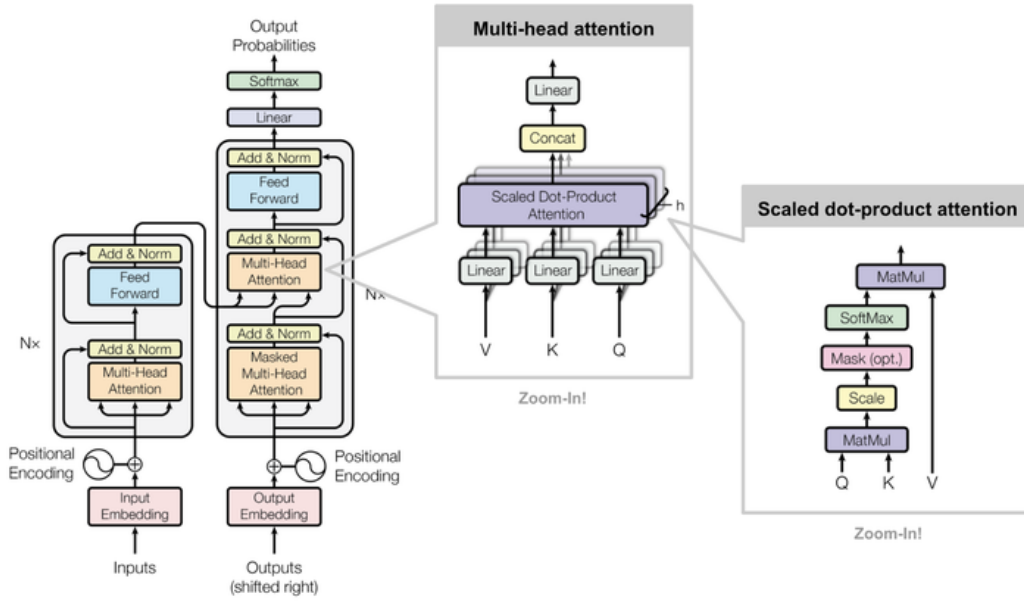 Output
Probabilities
Softmax
Linear
Add & Norm
Feed
Forward
Add & Norm
Multi-Head
Attention
Nx
Add & Norm
Masked
Multi-Head
Attention
Positional
Encoding
Output
Embedding
Outputs
(shifted right)
Add & Norm
Feed
Forward
Nx
Add & Norm
Multi-Head
Attention
Positional
Encoding
Input
Embedding
Inputs
Multi-head attention
Linear
Concat
Scaled Dot-Product
Attention
h
Linear Linear Linear
V K Q
Zoom-In!
Scaled dot-product attention
MatMul
SoftMax
Mask (opt.)
Scale
MatMul
Q K V
Zoom-In!